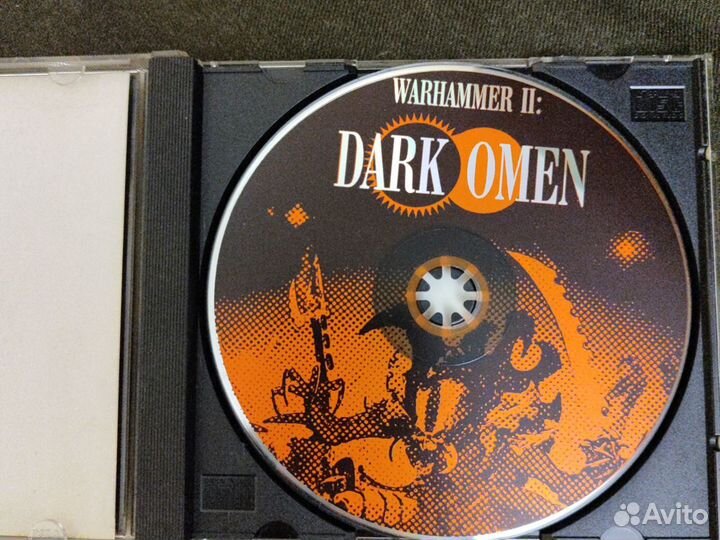 WARHAMMER II:
DARK OMEN
Avito